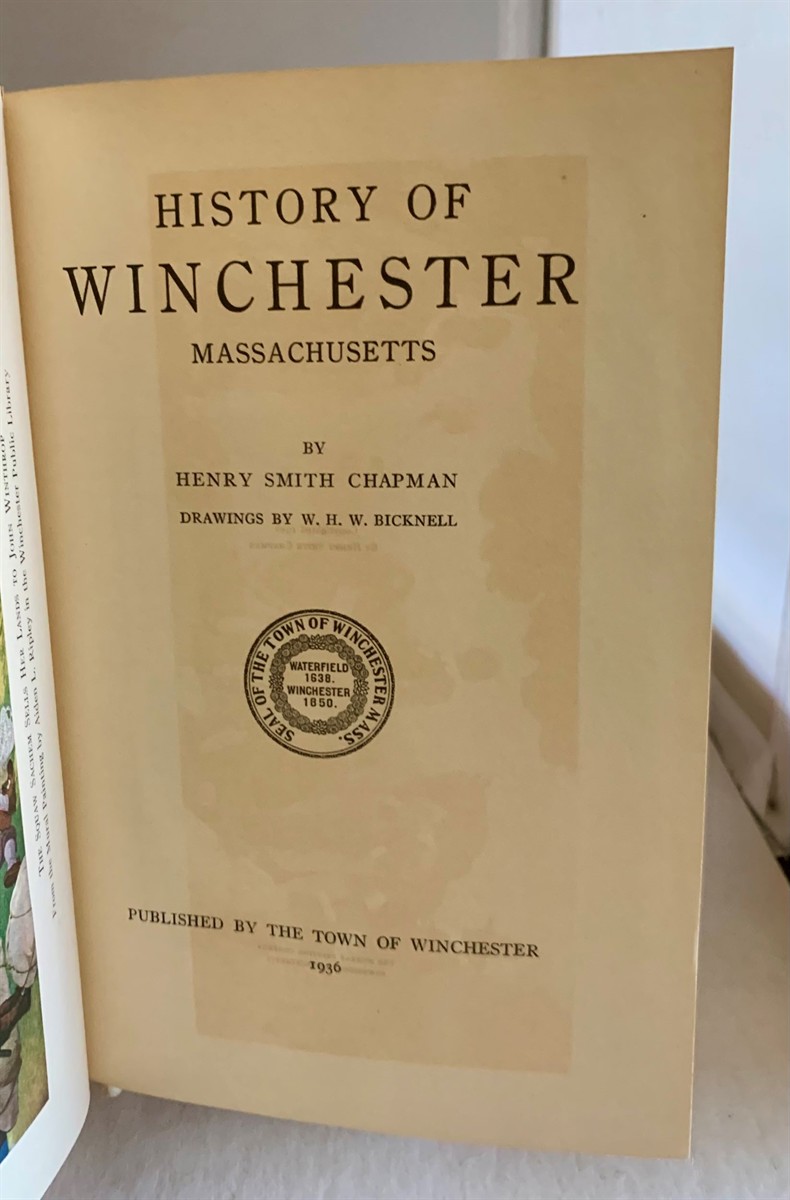 HISTORY OF
WINCHESTER
MASSACHUSETTS
BY
HENRY SMITH CHAPMAN
DRAWINGS BY W. H. W. BICKNELL
SEAL OF THE TOWN OF WINCHESTER MASS.
WATERFIELD
1638.
WINCHESTER
1850.
PUBLISHED BY THE TOWN OF WINCHESTER
1936
THE SQUAW SACHEM SELLS HER LANDS TO JOHN WINTHROP
From the Mural Painting by Aiden L. Ripley in the Winchester Public Library